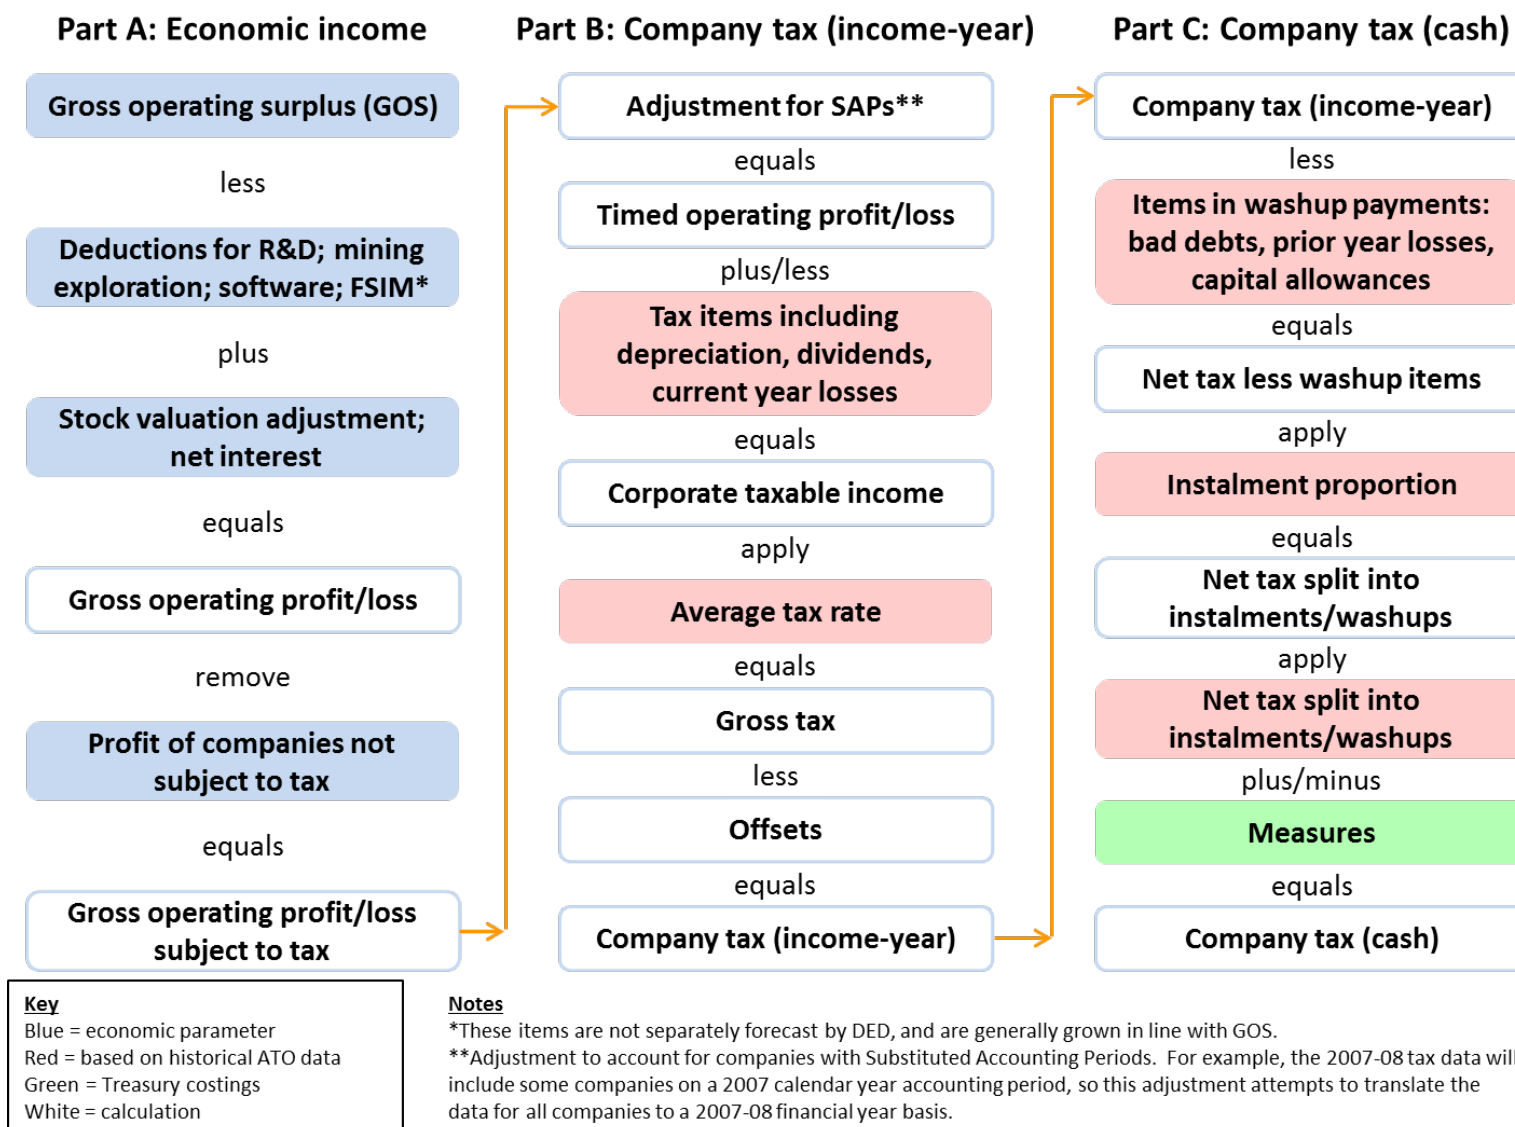 Part A: Economic income
Gross operating surplus (GOS)
less
Deductions for R&D; mining
exploration; software; FSIM*
plus
Stock valuation adjustment;
net interest
equals
Gross operating profit/loss
remove
Profit of companies not
subject to tax
equals
Gross operating profit/loss
subject to tax
Part B: Company tax (income-year)
Adjustment for SAPs**
equals
Timed operating profit/loss
plus/less
Tax items including
depreciation, dividends,
current year losses
equals
Corporate taxable income
apply
Average tax rate
equals
Gross tax
less
Offsets
equals
Company tax (income-year)
Part C: Company tax (cash)
Company tax (income-year)
less
Items in washup payments:
bad debts, prior year losses,
capital allowances
equals
Net tax less washup items
apply
Instalment proportion
equals
Net tax split into
instalments/washups
apply
Net tax split into
instalments/washups
plus/minus
Measures
equals
Company tax (cash)
Key
Blue = economic parameter
Red = based on historical ATO data
Green = Treasury costings
White = calculation
Notes
*These items are not separately forecast by DED, and are generally grown in line with GOS.
**Adjustment to account for companies with Substituted Accounting Periods. For example, the 2007-08 tax data will
include some companies on a 2007 calendar year accounting period, so this adjustment attempts to translate the
data for all companies to a 2007-08 financial year basis.